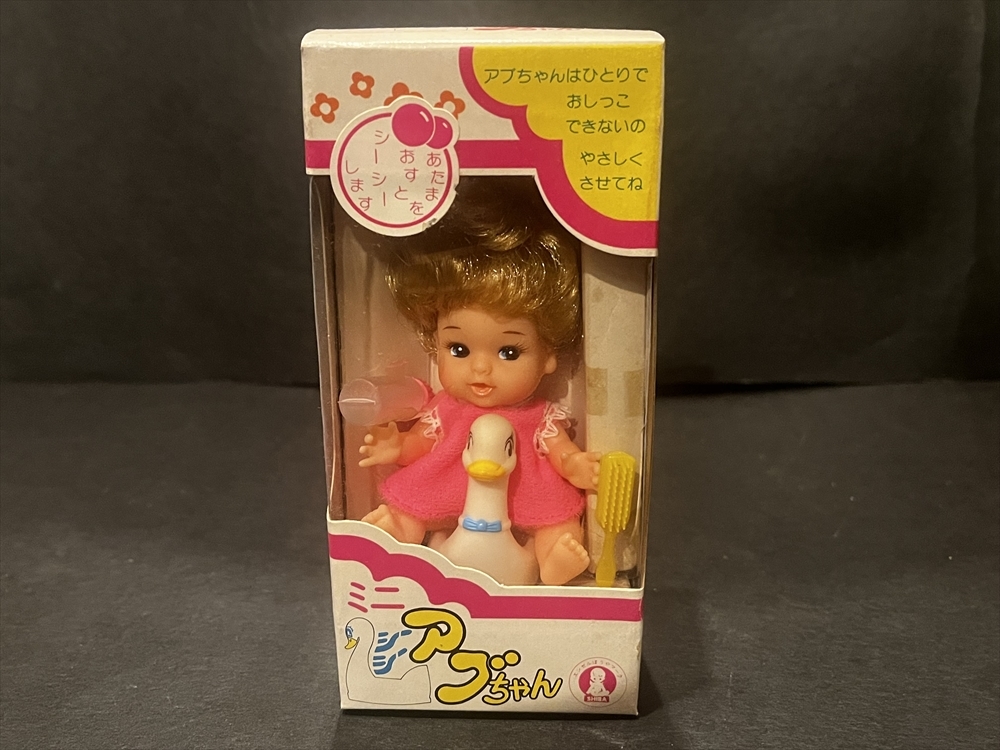 アブちゃんはひとりで
おしっこ
できないの
やさしく
させてね
あたまを
おすと
シーシー
します
ミニ
シーシー
アブちゃん
SHIBA